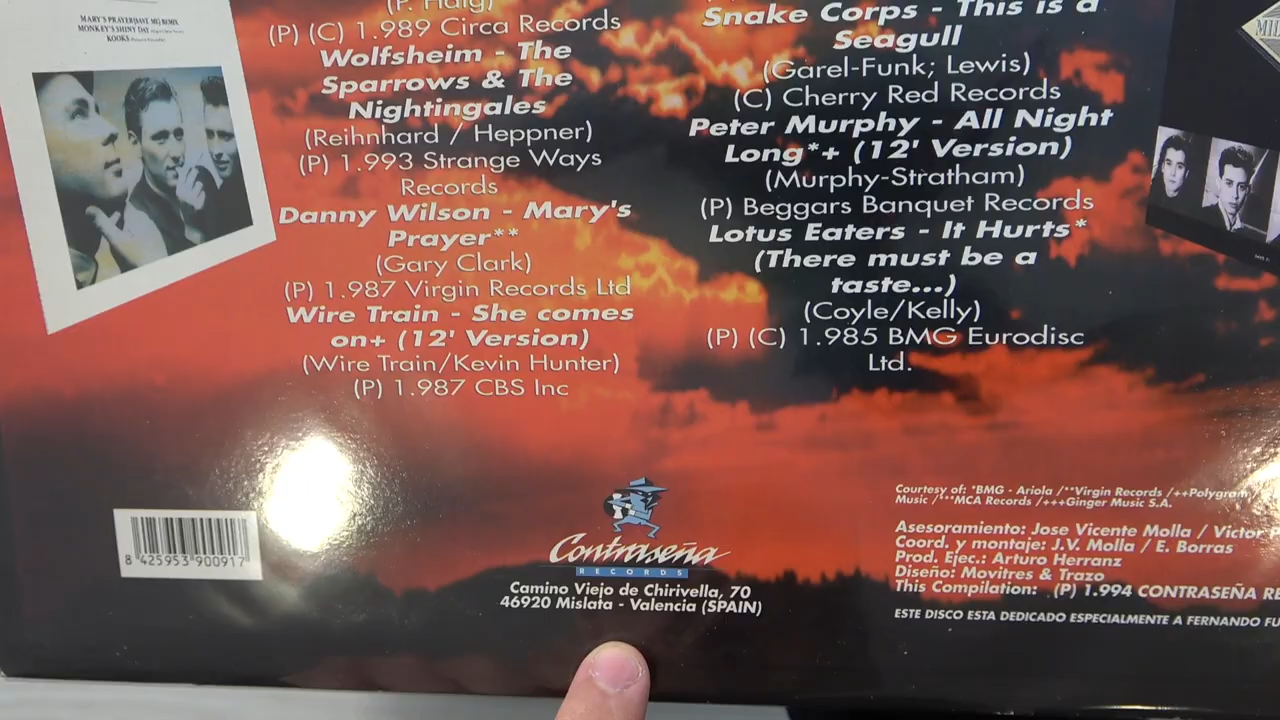 MARY'S PRAYER(SAVE ME) REMIX
MONKEY'S SHINY DAY
KOOKS
(P. Haig)
(P) (C) 1.989 Circa Records
Wolfsheim - The
Sparrows & The
Nightingales
(Reihnhard / Heppner)
(P) 1.993 Strange Ways
Records
Danny Wilson - Mary's
Prayer**
(Gary Clark)
(P) 1.987 Virgin Records Ltd
Wire Train - She comes
on+ (12' Version)
(Wire Train/Kevin Hunter)
(P) 1.987 CBS Inc
Snake Corps - This is a
Seagull
(Garel-Funk; Lewis)
(C) Cherry Red Records
Peter Murphy - All Night
Long*+ (12' Version)
(Murphy-Stratham)
(P) Beggars Banquet Records
Lotus Eaters - It Hurts*
(There must be a
taste...)
(Coyle/Kelly)
(P) (C) 1.985 BMG Eurodisc
Ltd.
8 425953 900917
Contraseña
RECORDS
Camino Viejo de Chirivella, 70
46920 Mislata - Valencia (SPAIN)
Courtesy of: *BMG - Ariola /**Virgin Records /++Polygram
Music /***MCA Records /+++Ginger Music S.A.
Asesoramiento: Jose Vicente Molla / Victor P
Coord. y montaje: J.V. Molla / E. Borras
Prod. Ejec.: Arturo Herranz
Diseño: Movitres & Trazo
This Compilation: (P) 1.994 CONTRASEÑA RE
ESTE DISCO ESTA DEDICADO ESPECIALMENTE A FERNANDO FU